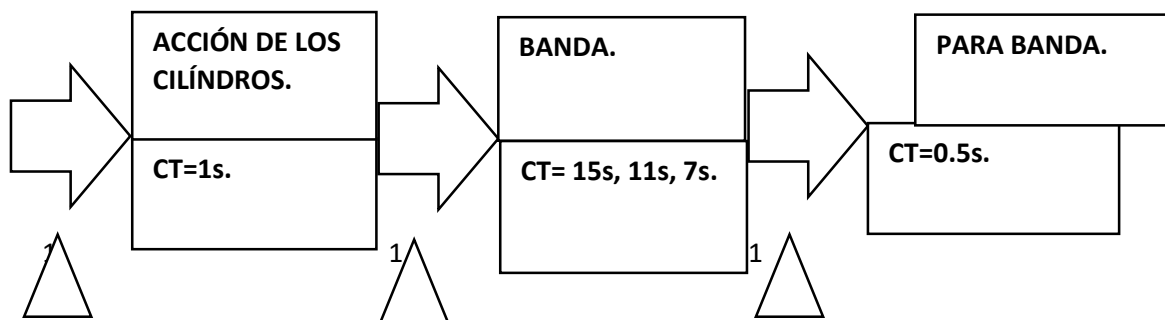 ACCIÓN DE LOS
CILÍNDROS.
CT=1s.
BANDA.
CT= 15s, 11s, 7s.
PARA BANDA.
CT=0.5s.
1
1
1